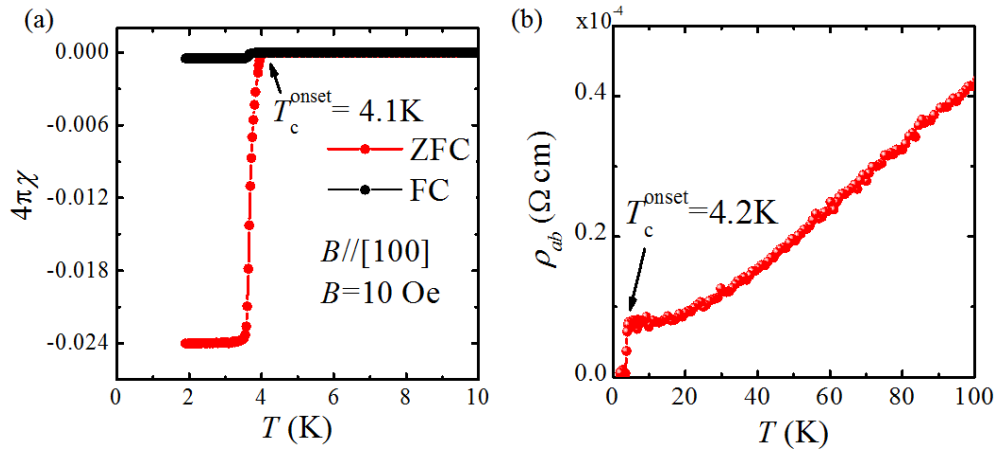 (a)
0.000
-0.006
-0.012
-0.018
-0.024
4πχ
T_c^onset = 4.1K
ZFC
FC
B//[100]
B=10 Oe
0 2 4 6 8 10
T (K)
(b)
x10^-4
0.4
0.2
0.0
ρ_ab (Ω cm)
T_c^onset=4.2K
0 20 40 60 80 100
T (K)